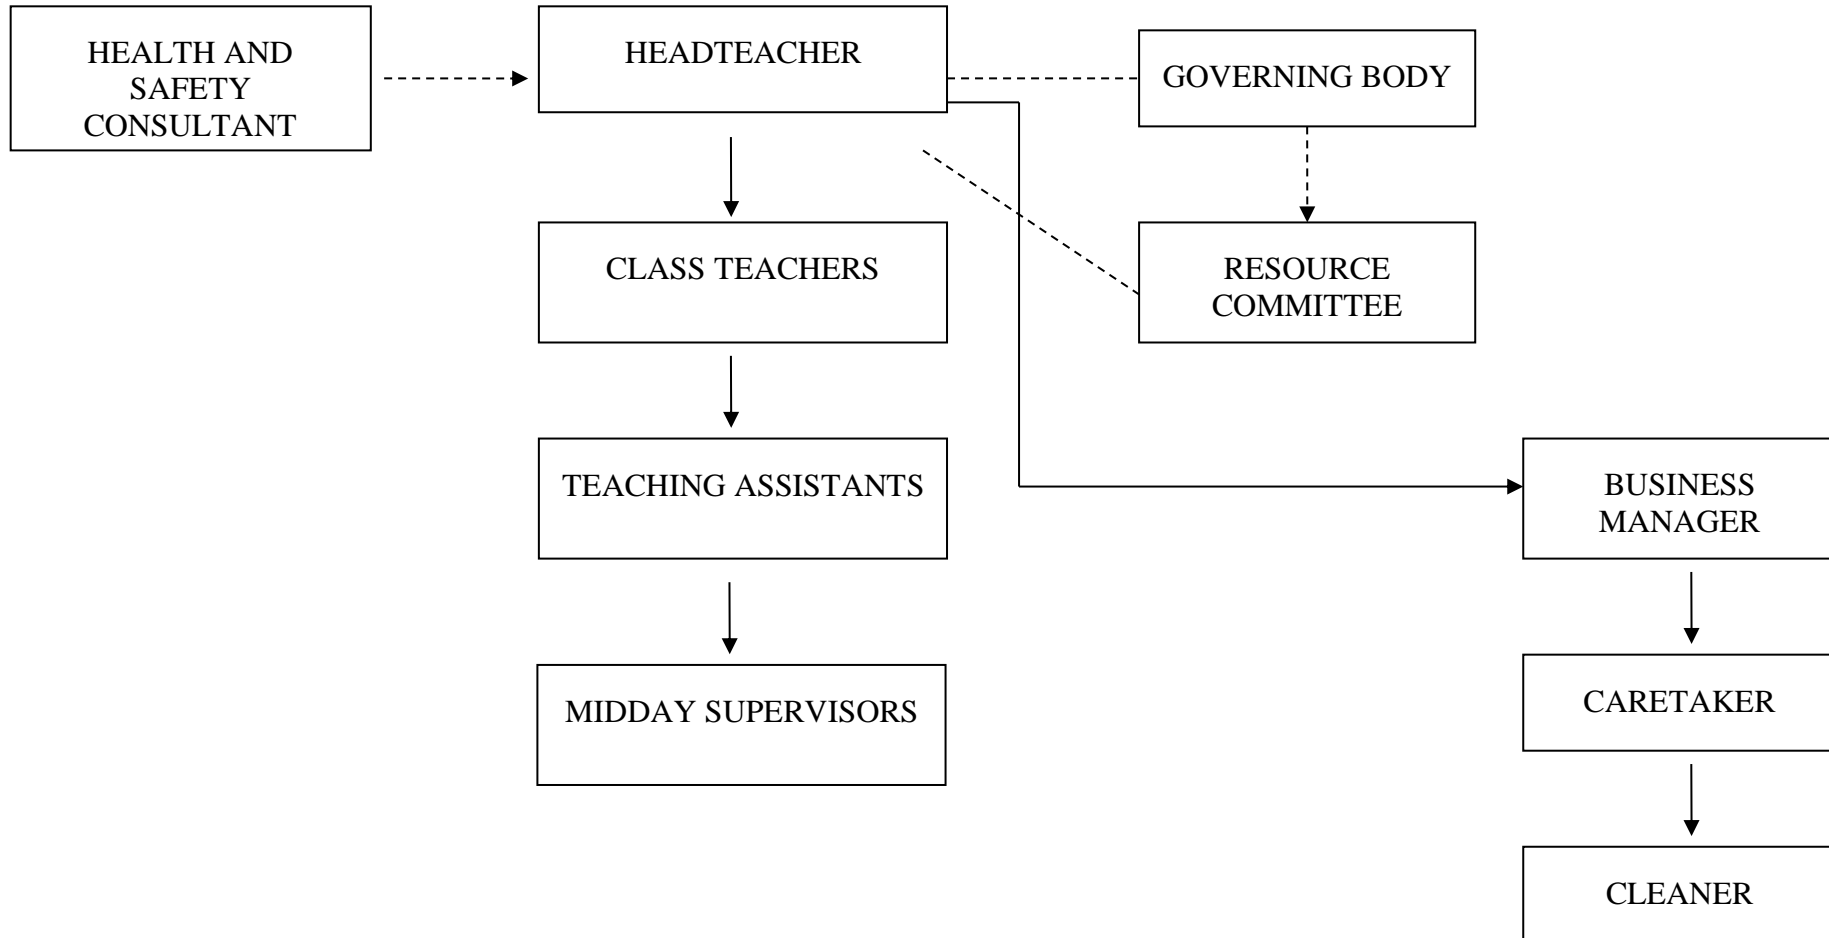 HEALTH AND
SAFETY
CONSULTANT
HEADTEACHER
GOVERNING BODY
CLASS TEACHERS
RESOURCE
COMMITTEE
TEACHING ASSISTANTS
BUSINESS
MANAGER
MIDDAY SUPERVISORS
CARETAKER
CLEANER